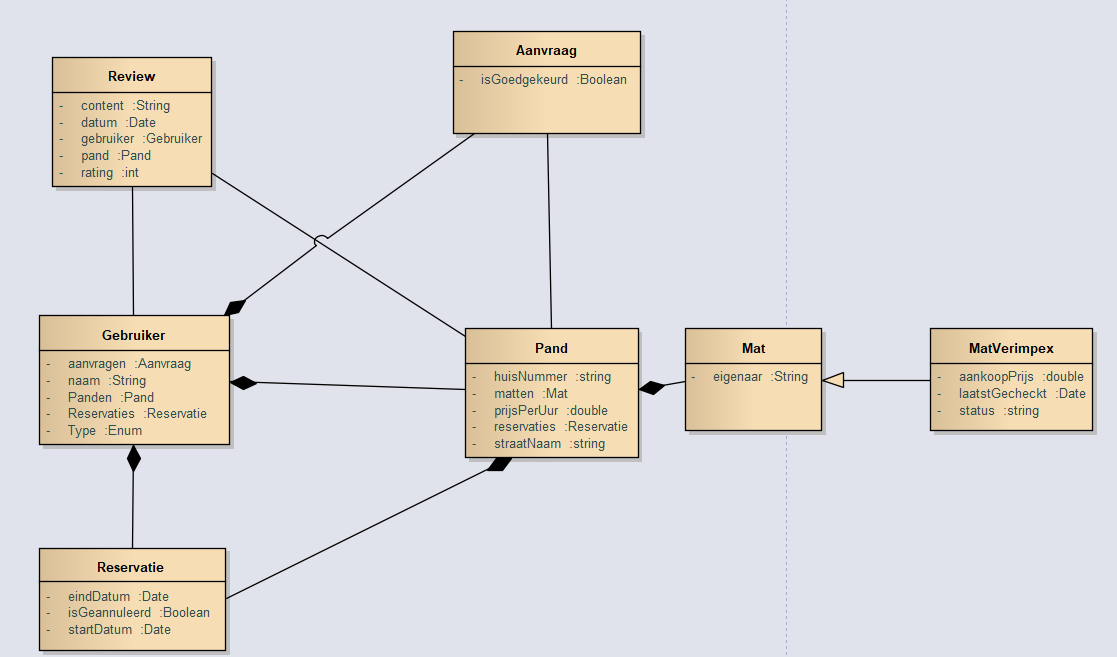 Review
- content :String
- datum :Date
- gebruiker :Gebruiker
- pand :Pand
- rating :int
Aanvraag
- isGoedgekeurd :Boolean
Gebruiker
- aanvragen :Aanvraag
- naam :String
- Panden :Pand
- Reservaties :Reservatie
- Type :Enum
Pand
- huisNummer :string
- matten :Mat
- prijsPerUur :double
- reservaties :Reservatie
- straatNaam :string
Mat
- eigenaar :String
MatVerimpex
- aankoopPrijs :double
- laatstGecheckt :Date
- status :string
Reservatie
- eindDatum :Date
- isGeannuleerd :Boolean
- startDatum :Date